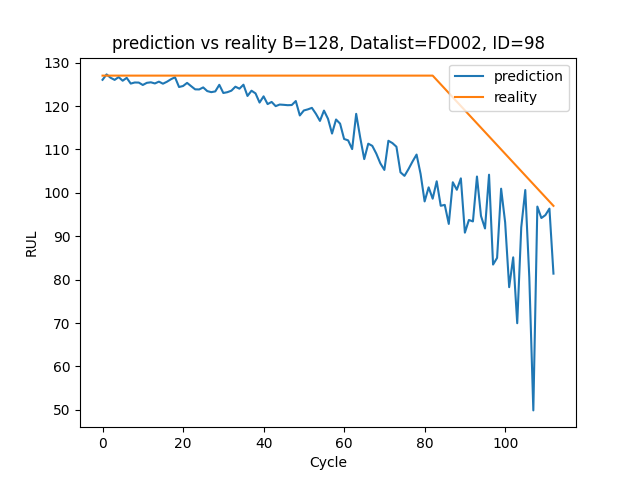 prediction vs reality B=128, Datalist=FD002, ID=98
prediction
reality
RUL
130
120
110
100
90
80
70
60
50
0 20 40 60 80 100
Cycle